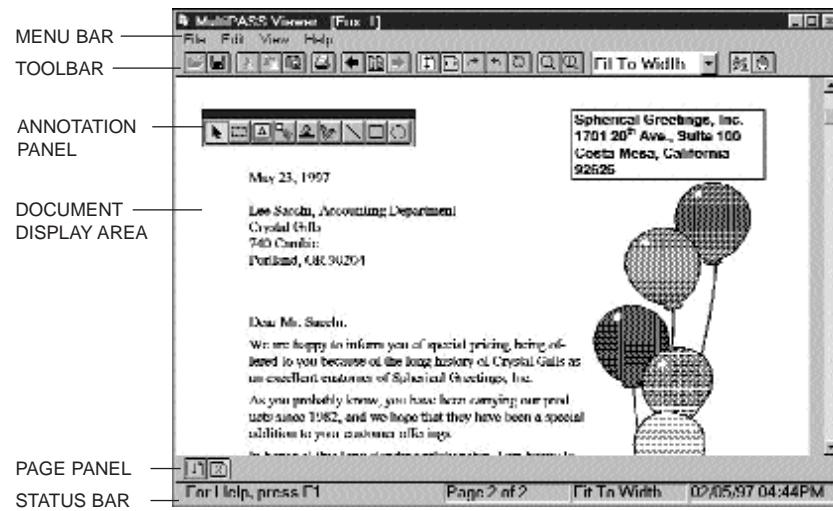 MultiPASS Viewer - [Fax 1]
MENU BAR
File Edit View Help
TOOLBAR
Fit To Width
ANNOTATION
PANEL
A
Spherical Greetings, Inc.
1701 20th Ave., Suite 100
Costa Mesa, California
92626
May 23, 1997
DOCUMENT
DISPLAY AREA
Lee Sacchi, Accounting Department
Crystal Gifts
740 Cambic
Portland, OR 90204
Dear Mr. Sacchi,
We are happy to inform you of special pricing being of-
fered to you because of the long history of Crystal Gifts as
an excellent customer of Spherical Greetings, Inc.
As you probably know, you have been carrying our prod
ucts since 1982, and we hope that they have been a special
addition to your customer offerings.
PAGE PANEL
1 2
STATUS BAR
For Help, press F1
Page 2 of 2
Fit To Width
02/05/97 04:44PM